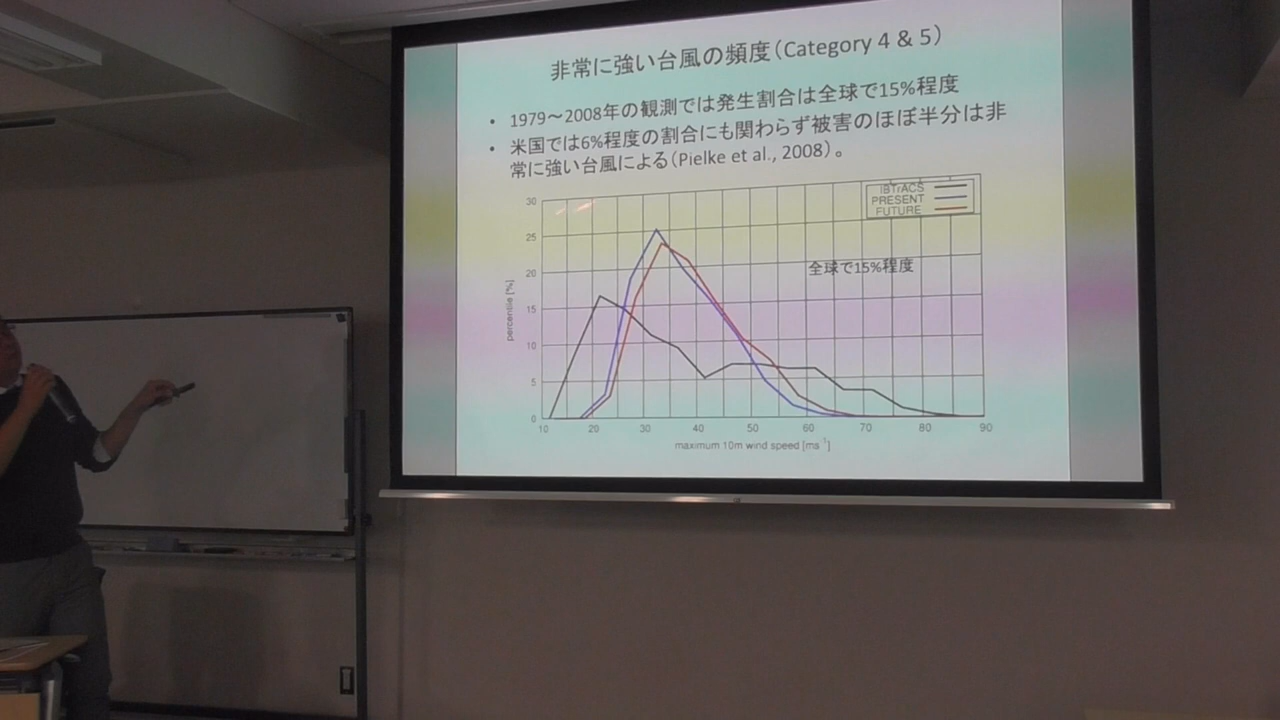 非常に強い台風の頻度(Category 4 & 5)
• 1979～2008年の観測では発生割合は全球で15%程度
• 米国では6%程度の割合にも関わらず被害のほぼ半分は非
常に強い台風による(Pielke et al., 2008)。
IBTrACS
PRESENT
FUTURE
全球で15%程度
percentile [%]
30
25
20
15
10
5
0
10 20 30 40 50 60 70 80 90
maximum 10m wind speed [ms⁻¹]